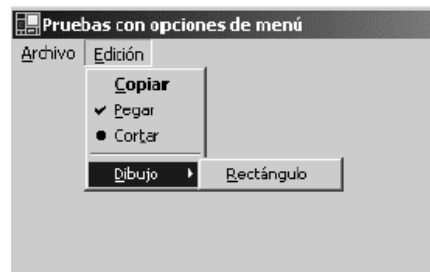 Pruebas con opciones de menú
Archivo Edición
Copiar
Pegar
Cortar
Dibujo Rectángulo